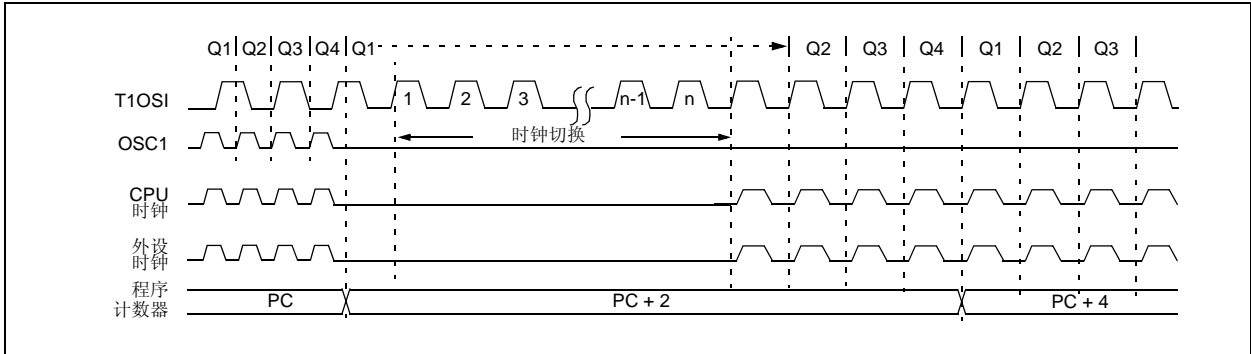 Q1 Q2 Q3 Q4 Q1 Q2 Q3 Q4 Q1 Q2 Q3
T1OSI 1 2 3 n-1 n
OSC1 时钟切换
CPU
时钟
外设
时钟
程序
计数器 PC PC + 2 PC + 4